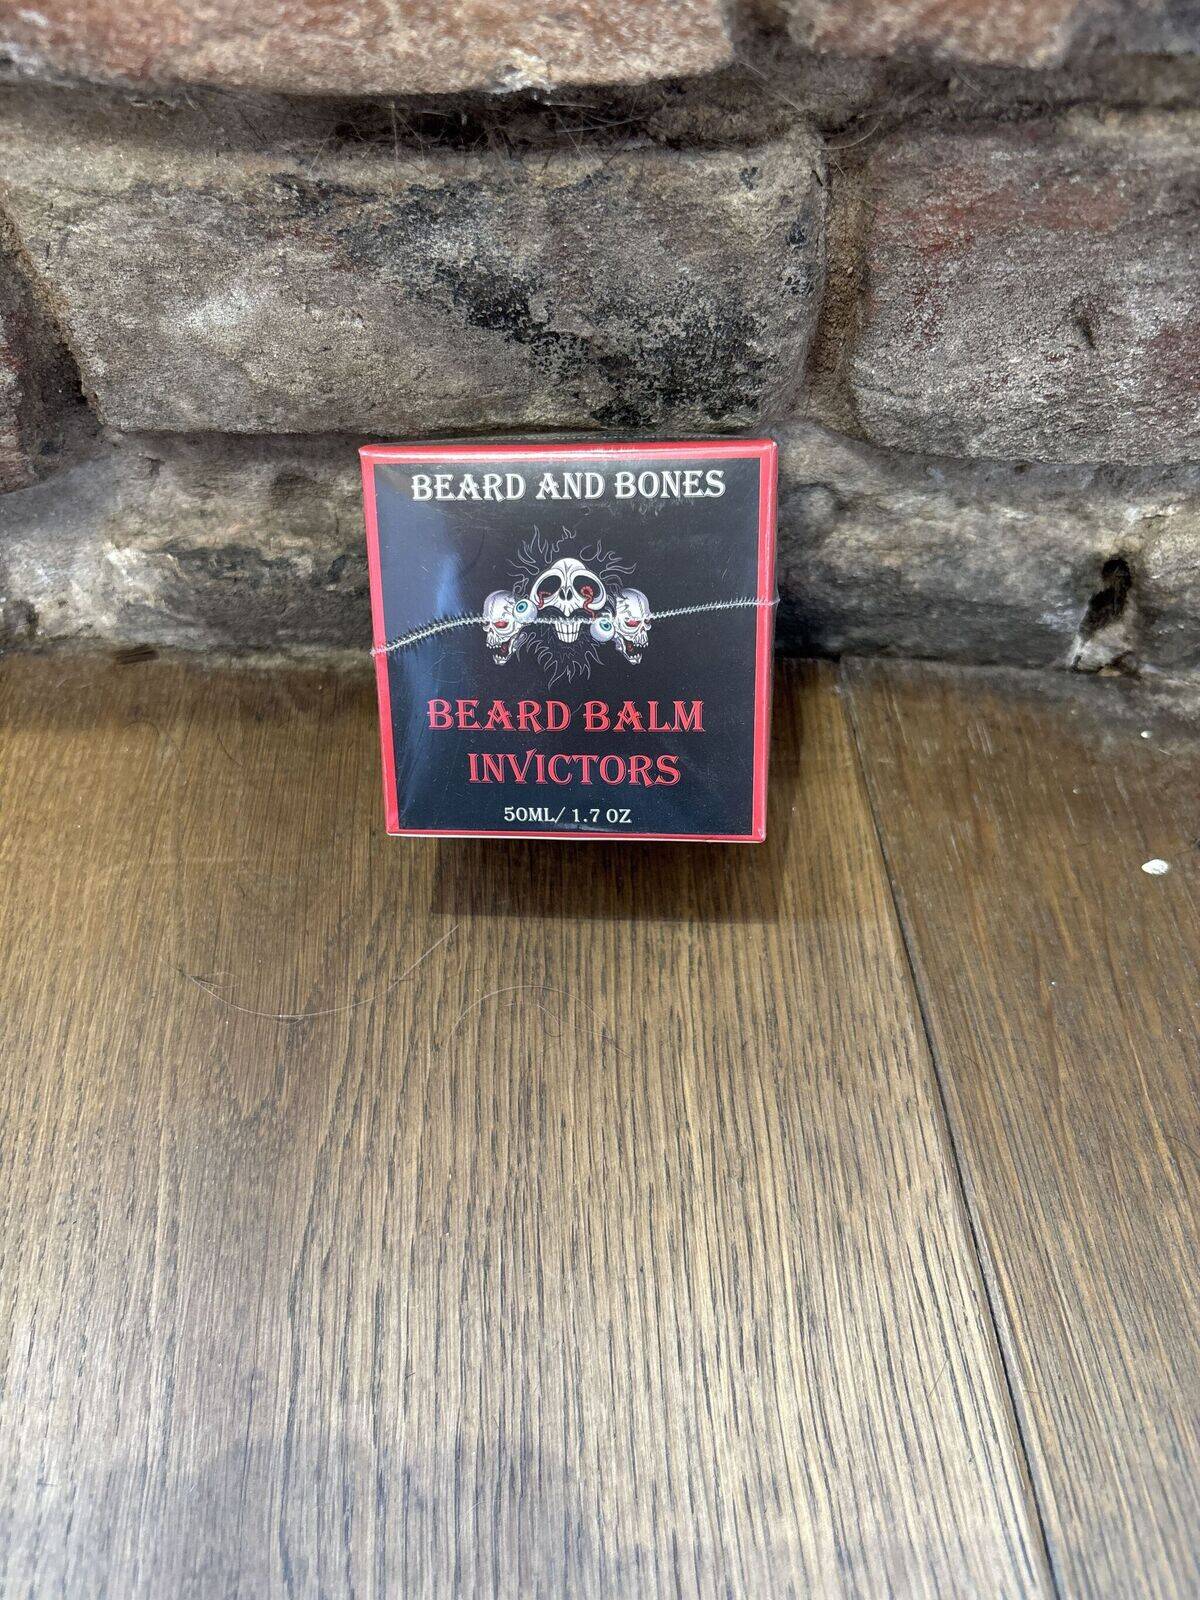 BEARD AND BONES
BEARD BALM
INVICTORS
50ML/ 1.7 OZ